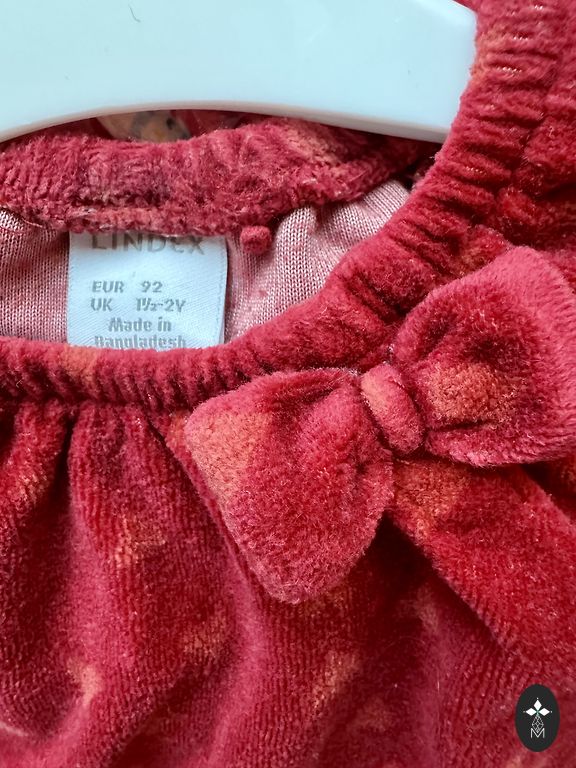 LINDEX
EUR 92
UK 1½-2Y
Made in
Bangladesh